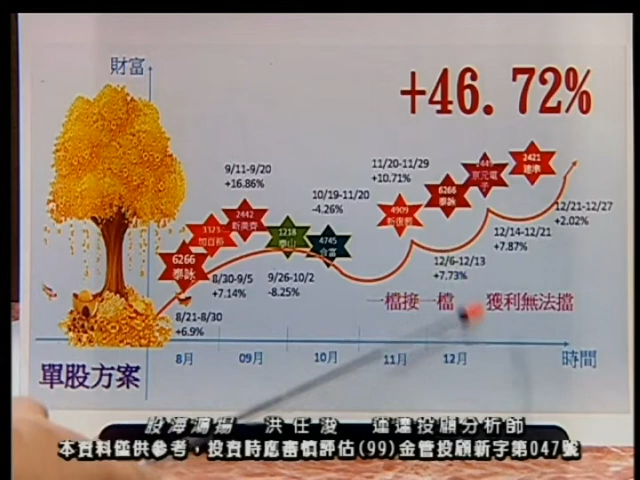 財富
+46.72%
9/11-9/20
+16.86%
10/19-11/20
-4.26%
11/20-11/29
+10.71%
6266
泰詠
加百裕
2442
新美齊
1218
泰山
4745
合富
4909
新復興
6266
泰詠
2449
京元電
子
2421
建準
8/21-8/30
+6.9%
8/30-9/5
+7.14%
9/26-10/2
-8.25%
12/6-12/13
+7.73%
12/14-12/21
+7.87%
12/21-12/27
+2.02%
一檔接一檔 獲利無法擋
8月 09月 10月 11月 12月 時間
單股方案
股海鴻揚 洪任浚 運達投顧分析師
本資料僅供參考，投資時應審慎評估(99)金管投顧新字第047號